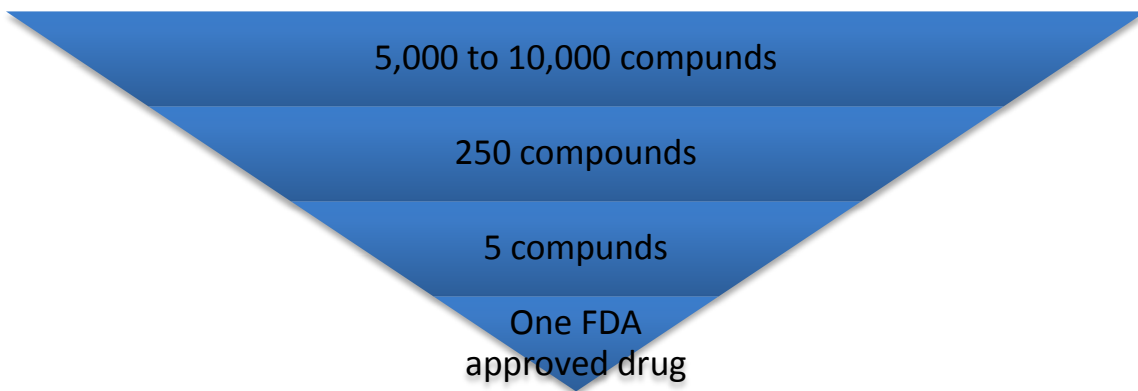 5,000 to 10,000 compunds
250 compounds
5 compunds
One FDA
approved drug